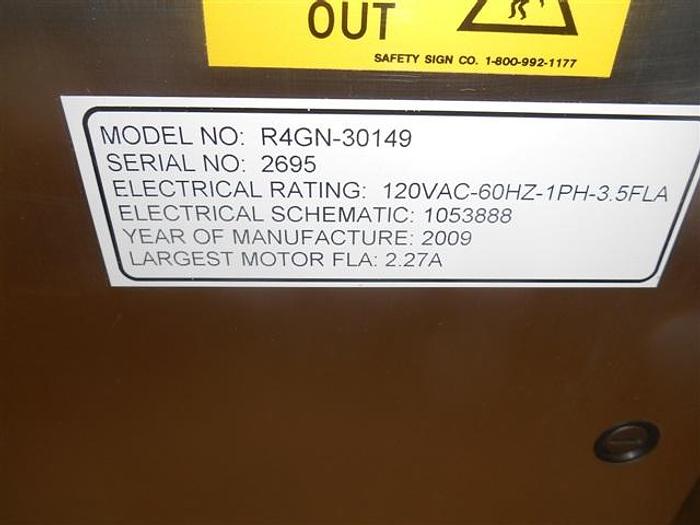 OUT
SAFETY SIGN CO. 1-800-992-1177
MODEL NO: R4GN-30149
SERIAL NO: 2695
ELECTRICAL RATING: 120VAC-60HZ-1PH-3.5FLA
ELECTRICAL SCHEMATIC: 1053888
YEAR OF MANUFACTURE: 2009
LARGEST MOTOR FLA: 2.27A